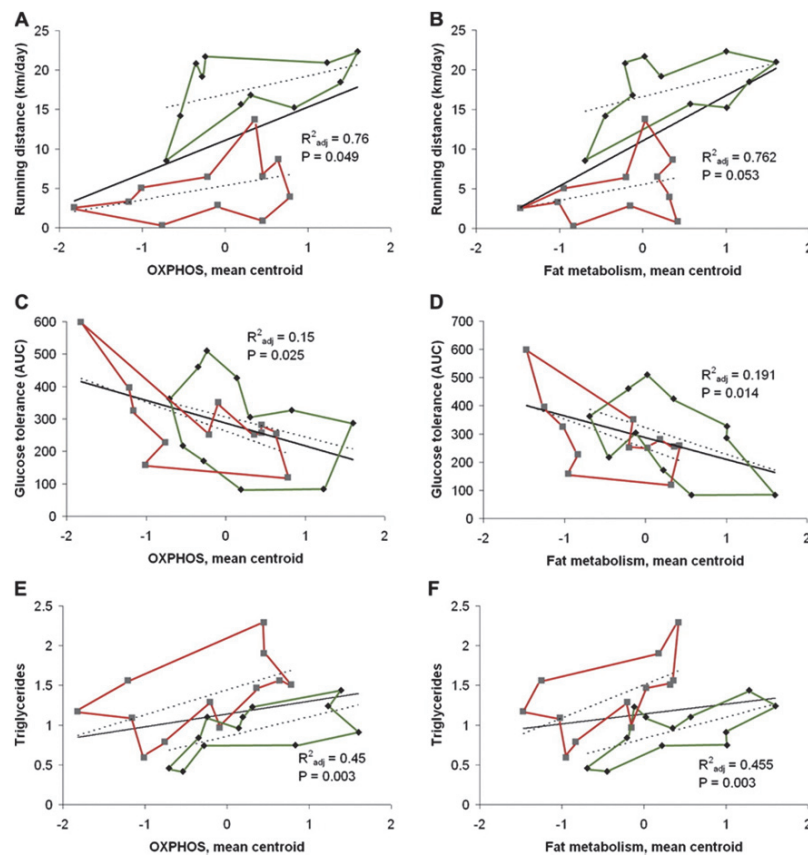 A
Running distance (km/day)
25
20
15
10
5
0
R²adj = 0.76
P = 0.049
-2
-1
0
1
2
OXPHOS, mean centroid
B
Running distance (km/day)
25
20
15
10
5
0
R²adj = 0.762
P = 0.053
-2
-1
0
1
2
Fat metabolism, mean centroid
C
Glucose tolerance (AUC)
600
500
400
300
200
100
0
R²adj = 0.15
P = 0.025
-2
-1
0
1
2
OXPHOS, mean centroid
D
Glucose tolerance (AUC)
700
600
500
400
300
200
100
0
R²adj = 0.191
P = 0.014
-2
-1
0
1
2
Fat metabolism, mean centroid
E
Triglycerides
2.5
2
1.5
1
0.5
0
R²adj = 0.45
P = 0.003
-2
-1
0
1
2
OXPHOS, mean centroid
F
Triglycerides
2.5
2
1.5
1
0.5
0
R²adj = 0.455
P = 0.003
-2
-1
0
1
2
Fat metabolism, mean centroid